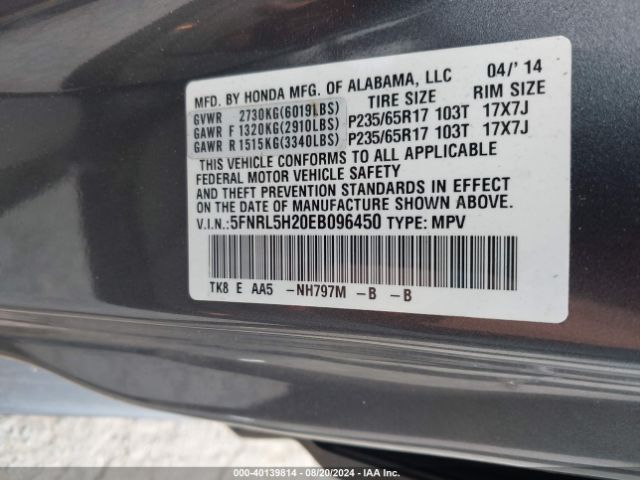 MFD. BY HONDA MFG. OF ALABAMA, LLC 04/'14
TIRE SIZE RIM SIZE
GVWR 2730KG(6019LBS)
GAWR F 1320KG(2910LBS) P235/65R17 103T 17X7J
GAWR R 1515KG(3340LBS) P235/65R17 103T 17X7J
THIS VEHICLE CONFORMS TO ALL APPLICABLE
FEDERAL MOTOR VEHICLE SAFETY
AND THEFT PREVENTION STANDARDS IN EFFECT
ON THE DATE OF MANUFACTURE SHOWN ABOVE.
V.I.N.:5FNRL5H20EB096450 TYPE: MPV
TK8 E AA5 -NH797M -B -B
000-40139814 - 08/20/2024 - IAA Inc.